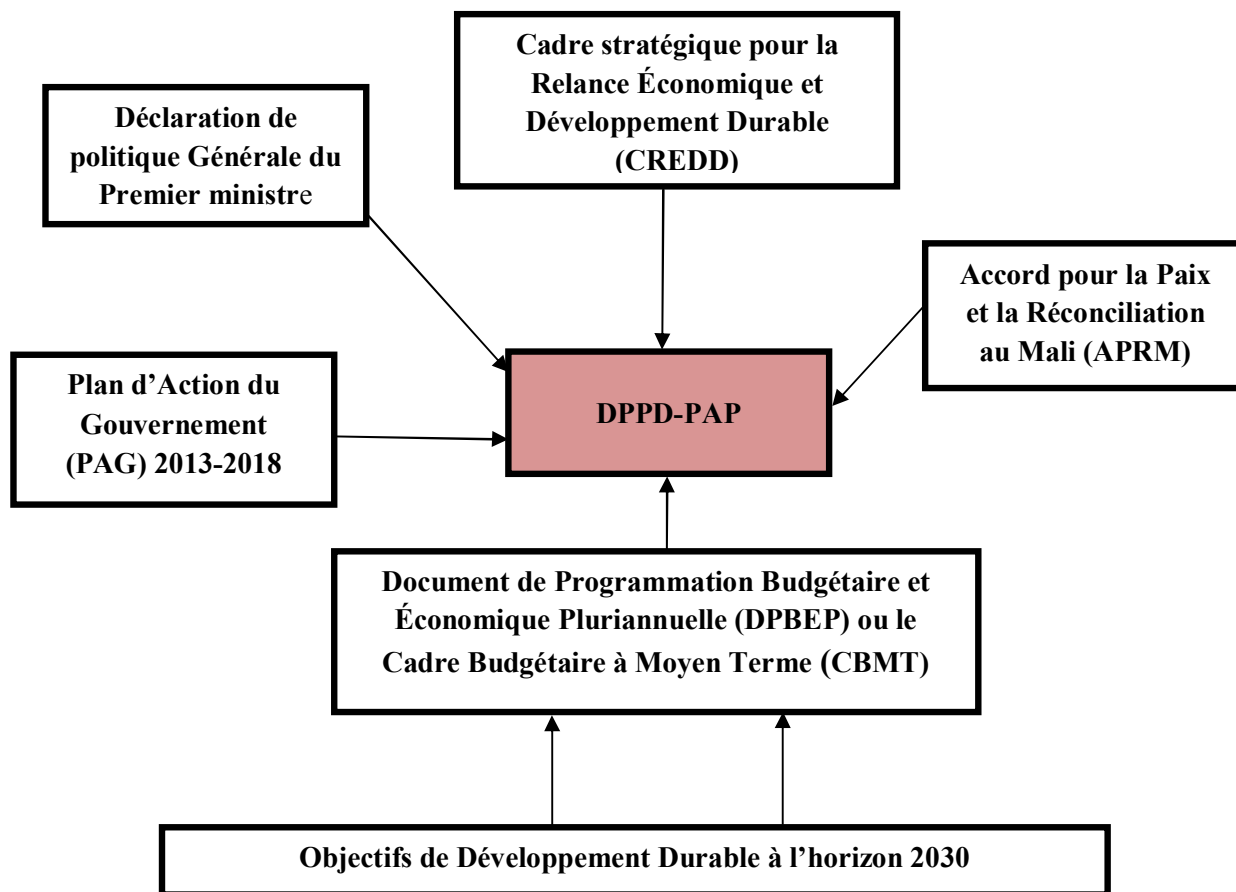 Cadre stratégique pour la
Relance Économique et
Développement Durable
(CREDD)
Déclaration de
politique Générale du
Premier ministre
Accord pour la Paix
et la Réconciliation
au Mali (APRM)
Plan d’Action du
Gouvernement
(PAG) 2013-2018
DPPD-PAP
Document de Programmation Budgétaire et
Économique Pluriannuelle (DPBEP) ou le
Cadre Budgétaire à Moyen Terme (CBMT)
Objectifs de Développement Durable à l’horizon 2030